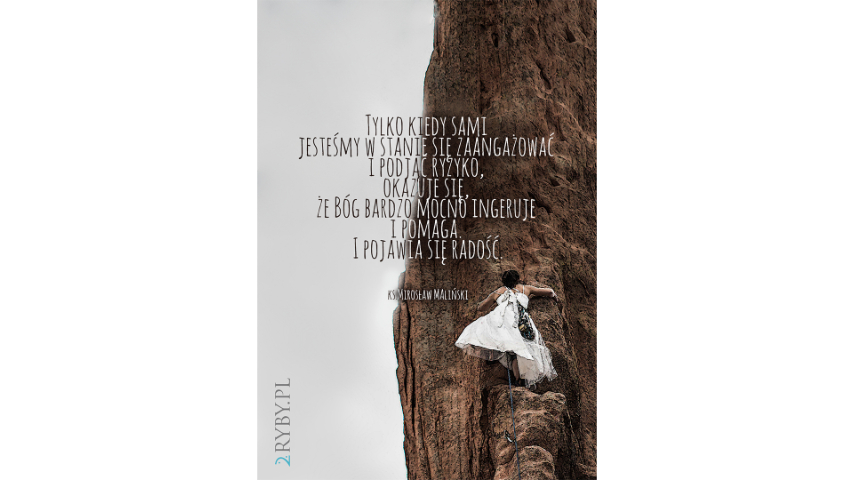 Tylko kiedy sami
jesteśmy w stanie się zaangażować
i podjąć ryzyko,
okazuje się,
że Bóg bardzo mocno ingeruje
i pomaga.
I pojawia się radość.
ks. Mirosław Maliński
2RYBY.PL